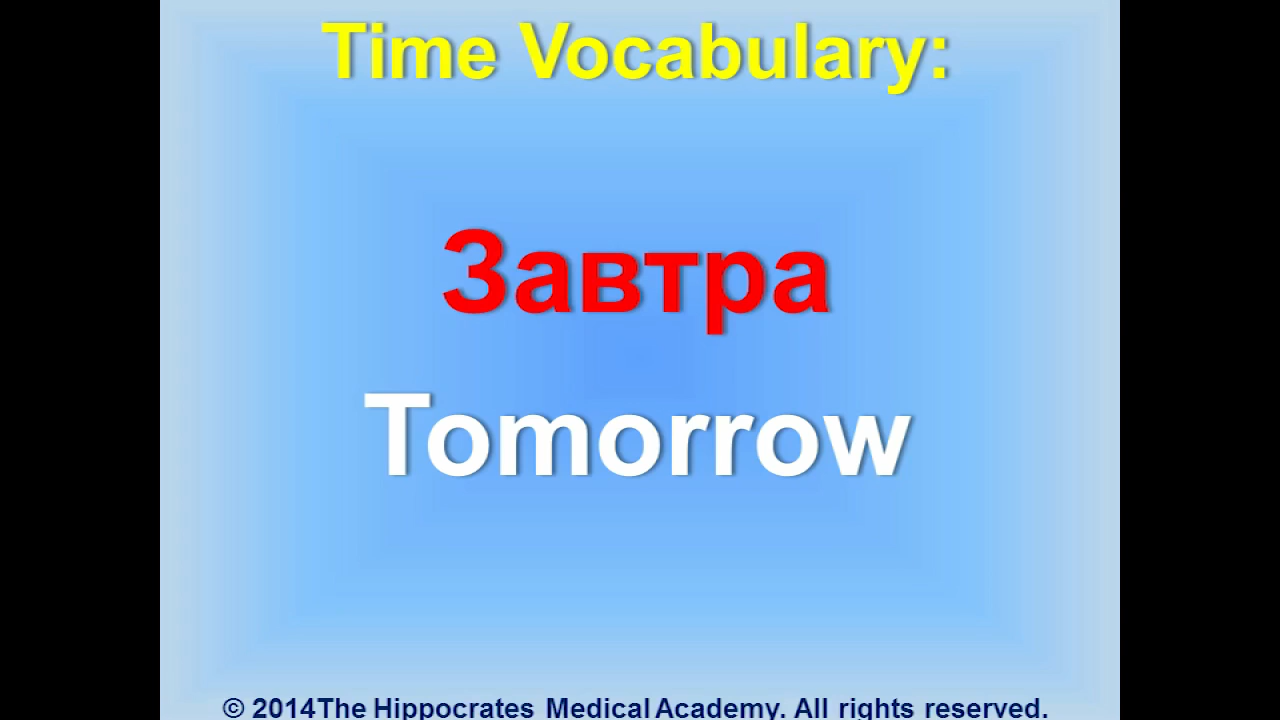 Time Vocabulary:
Завтра
Tomorrow
© 2014The Hippocrates Medical Academy. All rights reserved.